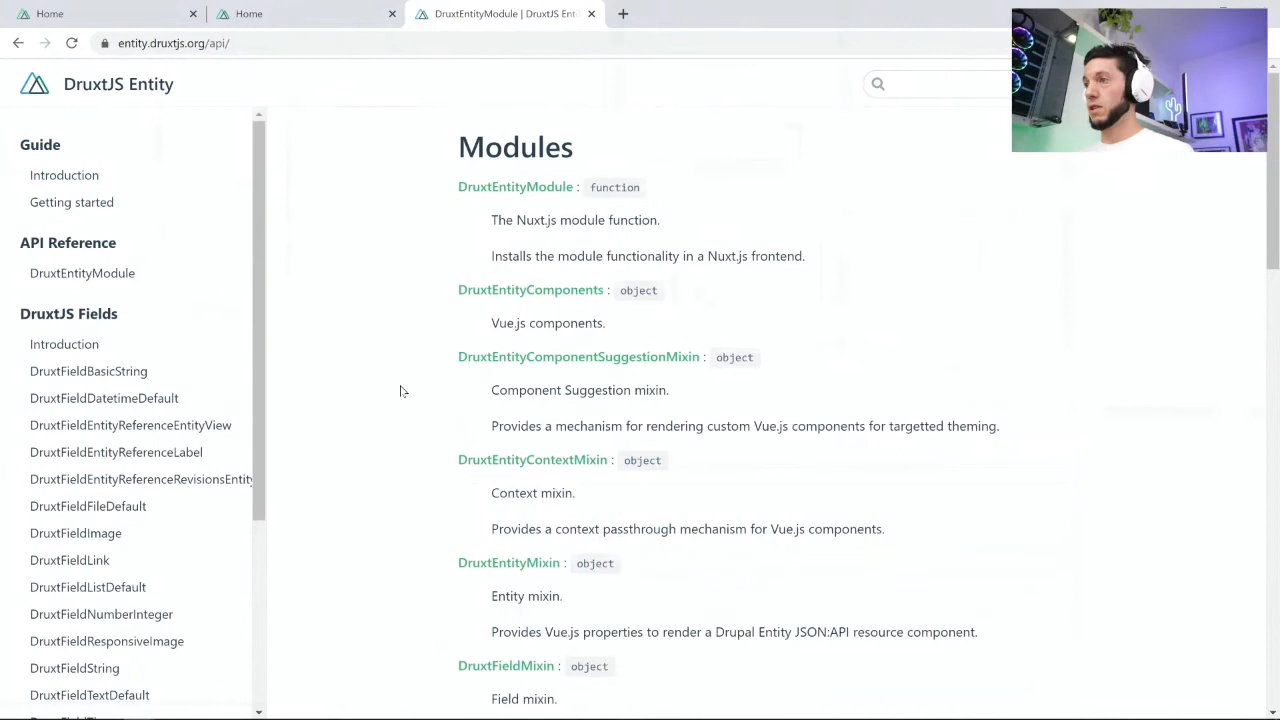 Home
Home
DruxtEntityModule | DruxtJS Enti
entity.druxtjs.org/api/
DruxtJS Entity
Guide
Introduction
Getting started
API Reference
DruxtEntityModule
DruxtJS Fields
Introduction
DruxtFieldBasicString
DruxtFieldDatetimeDefault
DruxtFieldEntityReferenceEntityView
DruxtFieldEntityReferenceLabel
DruxtFieldEntityReferenceRevisionsEntity
DruxtFieldFileDefault
DruxtFieldImage
DruxtFieldLink
DruxtFieldListDefault
DruxtFieldNumberInteger
DruxtFieldResponsiveImage
DruxtFieldString
DruxtFieldTextDefault
Modules
DruxtEntityModule : function
The Nuxt.js module function.
Installs the module functionality in a Nuxt.js frontend.
DruxtEntityComponents : object
Vue.js components.
DruxtEntityComponentSuggestionMixin : object
Component Suggestion mixin.
Provides a mechanism for rendering custom Vue.js components for targetted theming.
DruxtEntityContextMixin : object
Context mixin.
Provides a context passthrough mechanism for Vue.js components.
DruxtEntityMixin : object
Entity mixin.
Provides Vue.js properties to render a Drupal Entity JSON:API resource component.
DruxtFieldMixin : object
Field mixin.